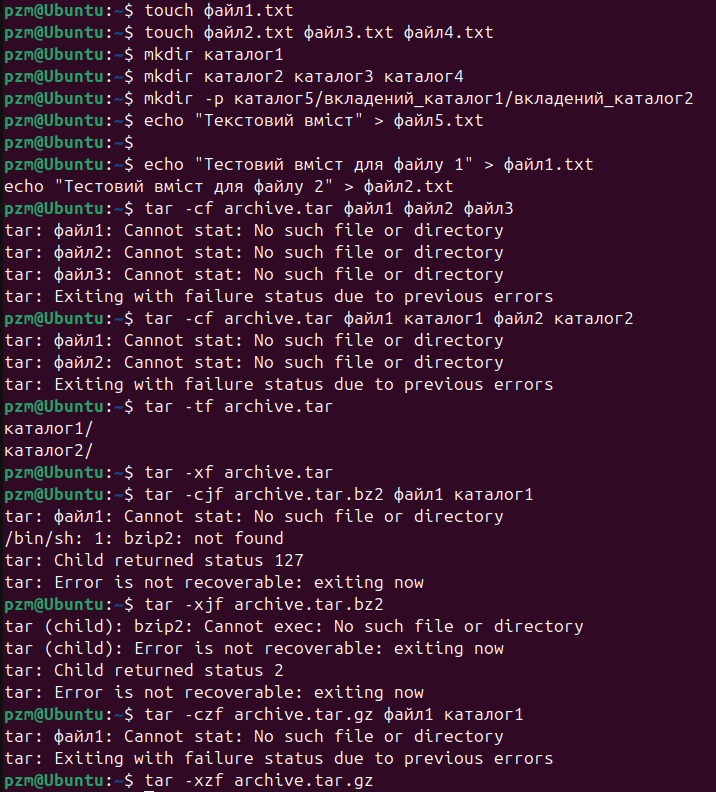 pzm@Ubuntu:~$ touch файл1.txt
pzm@Ubuntu:~$ touch файл2.txt файл3.txt файл4.txt
pzm@Ubuntu:~$ mkdir каталог1
pzm@Ubuntu:~$ mkdir каталог2 каталог3 каталог4
pzm@Ubuntu:~$ mkdir -p каталог5/вкладений_каталог1/вкладений_каталог2
pzm@Ubuntu:~$ echo "Текстовий вміст" > файл5.txt
pzm@Ubuntu:~$
pzm@Ubuntu:~$ echo "Тестовий вміст для файлу 1" > файл1.txt
echo "Тестовий вміст для файлу 2" > файл2.txt
pzm@Ubuntu:~$ tar -cf archive.tar файл1 файл2 файл3
tar: файл1: Cannot stat: No such file or directory
tar: файл2: Cannot stat: No such file or directory
tar: файл3: Cannot stat: No such file or directory
tar: Exiting with failure status due to previous errors
pzm@Ubuntu:~$ tar -cf archive.tar файл1 каталог1 файл2 каталог2
tar: файл1: Cannot stat: No such file or directory
tar: файл2: Cannot stat: No such file or directory
tar: Exiting with failure status due to previous errors
pzm@Ubuntu:~$ tar -tf archive.tar
каталог1/
каталог2/
pzm@Ubuntu:~$ tar -xf archive.tar
pzm@Ubuntu:~$ tar -cjf archive.tar.bz2 файл1 каталог1
tar: файл1: Cannot stat: No such file or directory
/bin/sh: 1: bzip2: not found
tar: Child returned status 127
tar: Error is not recoverable: exiting now
pzm@Ubuntu:~$ tar -xjf archive.tar.bz2
tar (child): bzip2: Cannot exec: No such file or directory
tar (child): Error is not recoverable: exiting now
tar: Child returned status 2
tar: Error is not recoverable: exiting now
pzm@Ubuntu:~$ tar -czf archive.tar.gz файл1 каталог1
tar: файл1: Cannot stat: No such file or directory
tar: Exiting with failure status due to previous errors
pzm@Ubuntu:~$ tar -xzf archive.tar.gz